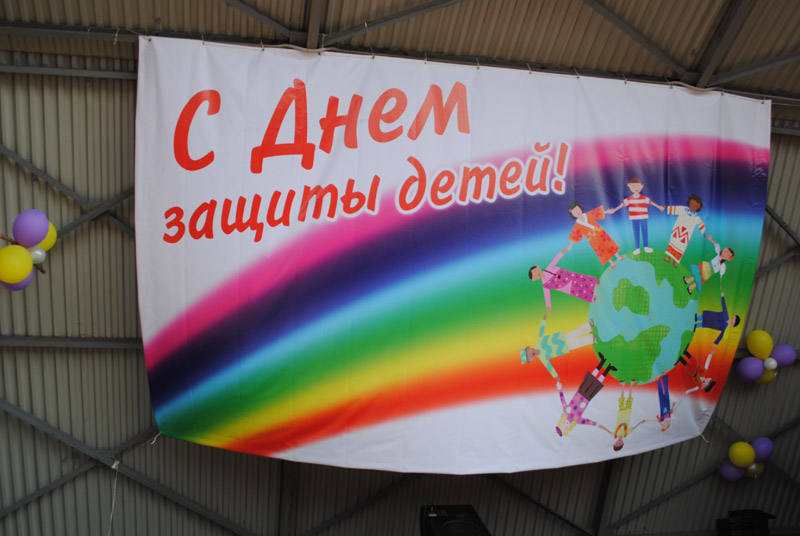 С Днем
защиты детей!